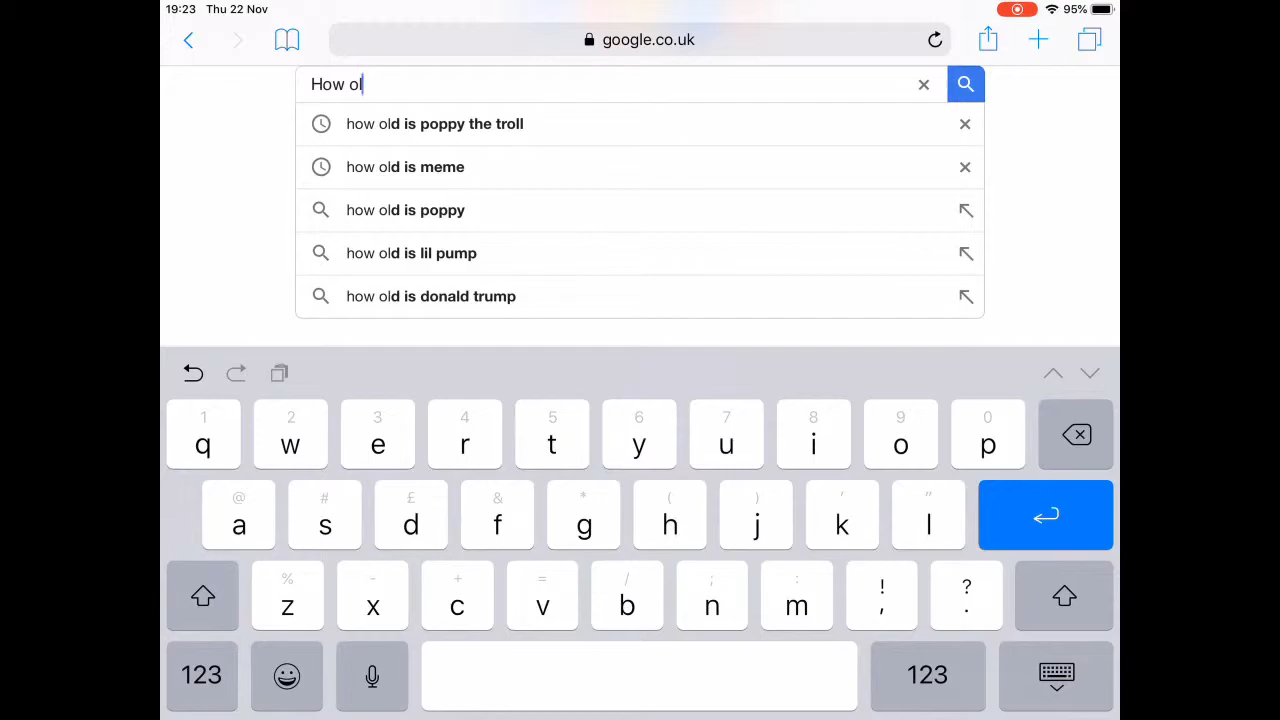 19:23 Thu 22 Nov 95%
google.co.uk
How ol
how old is poppy the troll
how old is meme
how old is poppy
how old is lil pump
how old is donald trump
1 2 3 4 5 6 7 8 9 0
q w e r t y u i o p
@ # £ & * ( ) ' "
a s d f g h j k l
% - + = / ; : ! ?
z x c v b n m , .
123 123